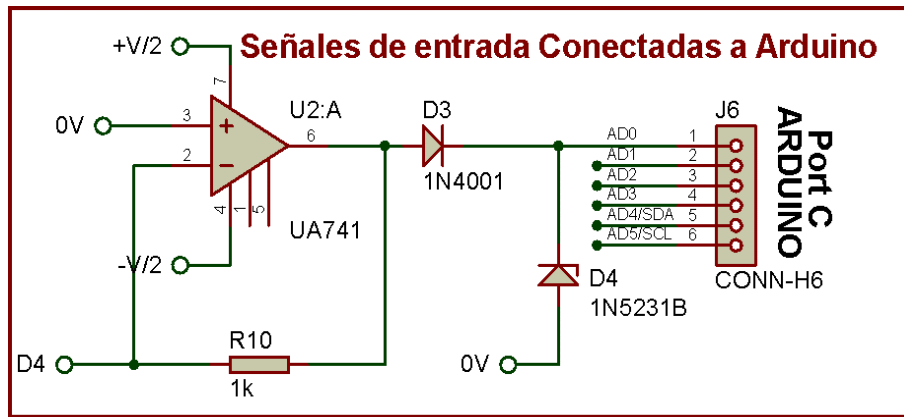 Señales de entrada Conectadas a Arduino
+V/2
7
U2:A
D3
J6
0V
3
6
2
4
1
5
1N4001
UA741
-V/2
AD0
1
AD1
2
AD2
3
AD3
4
AD4/SDA
5
AD5/SCL
6
Port C
ARDUINO
CONN-H6
D4
1N5231B
R10
D4
0V
1k